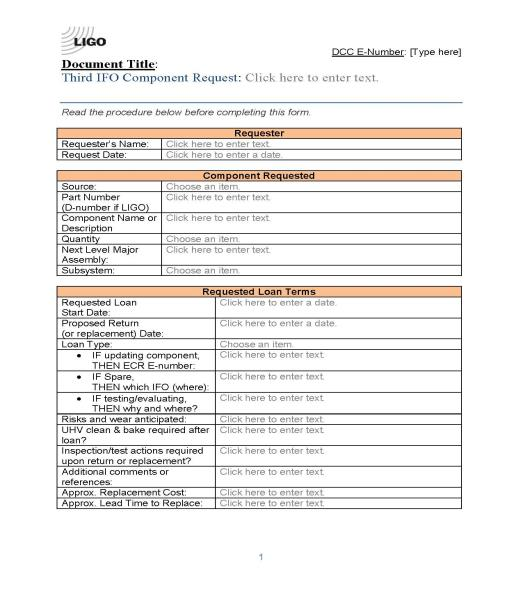 LIGO
DCC E-Number: [Type here]
Document Title:
Third IFO Component Request: Click here to enter text.
Read the procedure below before completing this form.
Requester
Requester's Name: Click here to enter text.
Request Date: Click here to enter a date.
Component Requested
Source: Choose an item.
Part Number Click here to enter text.
(D-number if LIGO)
Component Name or Click here to enter text.
Description
Quantity Choose an item.
Next Level Major Click here to enter text.
Assembly:
Subsystem: Choose an item.
Requested Loan Terms
Requested Loan Click here to enter a date.
Start Date:
Proposed Return Click here to enter a date.
(or replacement) Date:
Loan Type: Choose an item.
• IF updating component, Click here to enter text.
THEN ECR E-number:
• IF Spare, Click here to enter text.
THEN which IFO (where):
• IF testing/evaluating, Click here to enter text.
THEN why and where?
Risks and wear anticipated: Click here to enter text.
UHV clean & bake required after Click here to enter text.
loan?
Inspection/test actions required Click here to enter text.
upon return or replacement?
Additional comments or Click here to enter text.
references:
Approx. Replacement Cost: Click here to enter text.
Approx. Lead Time to Replace: Click here to enter text.
1